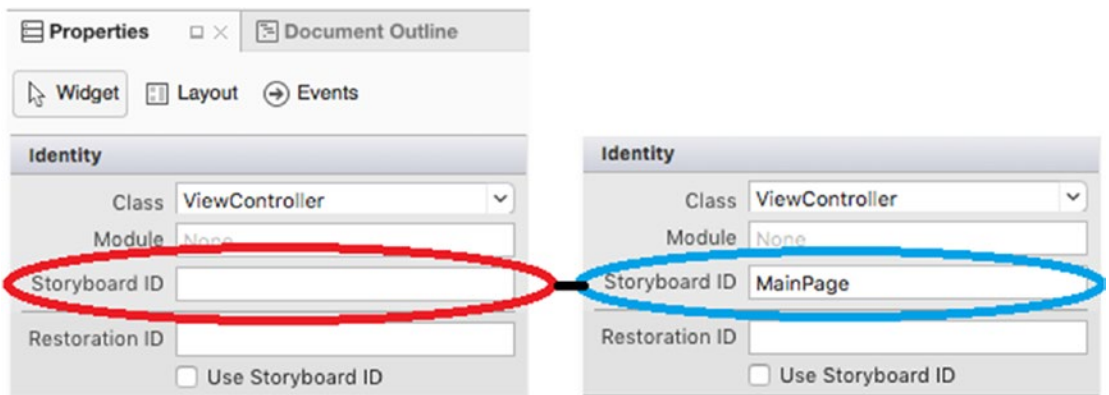 Properties Document Outline
Widget Layout Events
Identity
Class ViewController
Module None
Storyboard ID
Restoration ID
Use Storyboard ID
Identity
Class ViewController
Module None
Storyboard ID MainPage
Restoration ID
Use Storyboard ID